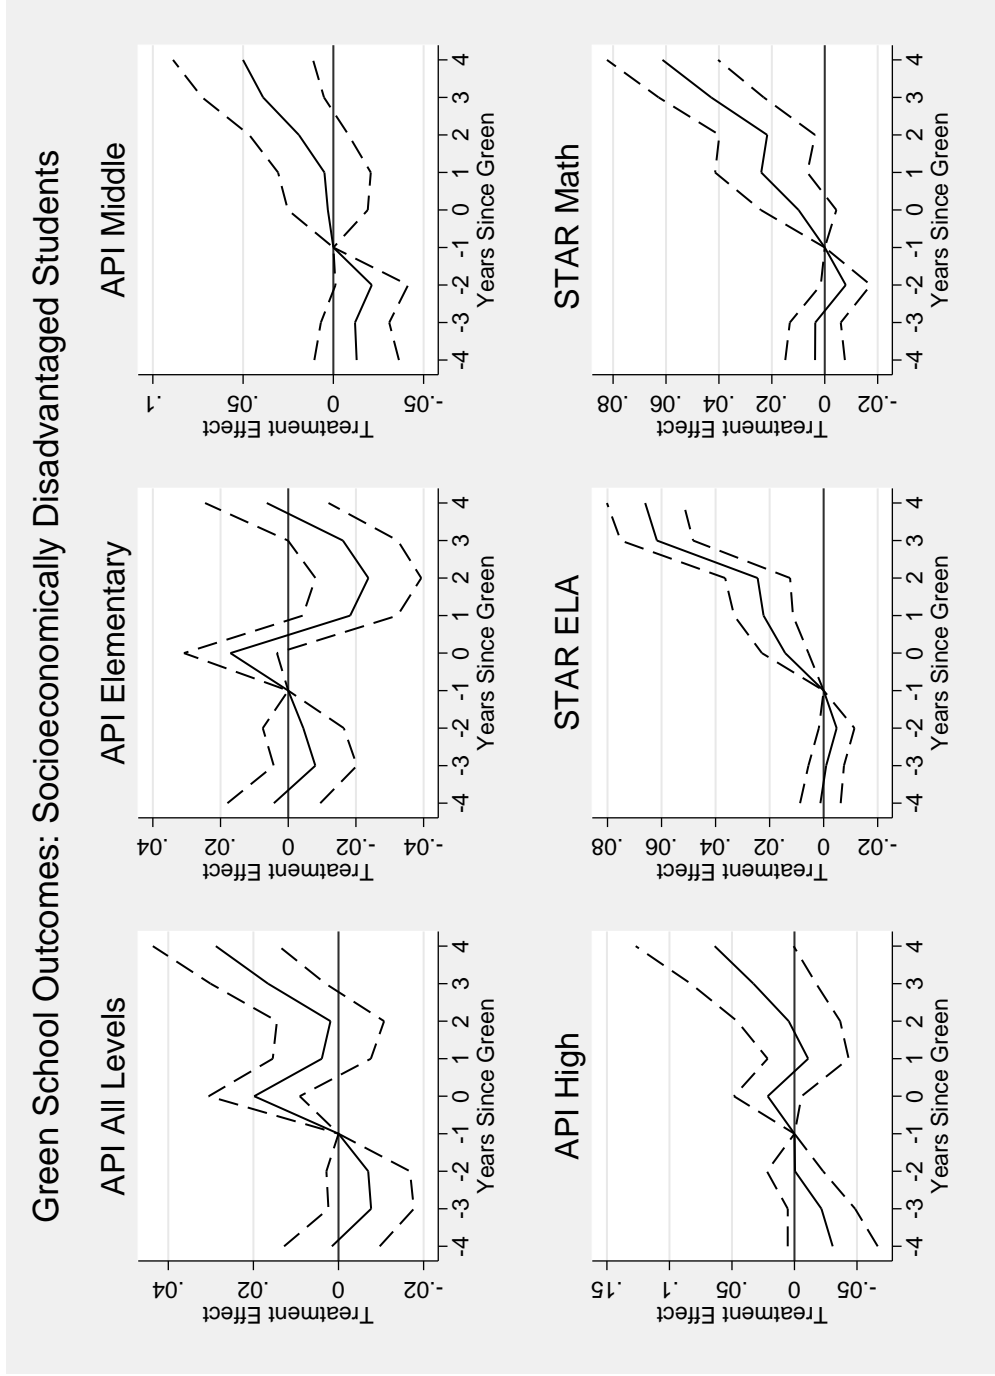 Green School Outcomes: Socioeconomically Disadvantaged Students
API All Levels
Treatment Effect
.04
.02
0
-.02
-4 -3 -2 -1 0 1 2 3 4
Years Since Green
API Elementary
Treatment Effect
.04
.02
0
-.02
-.04
-4 -3 -2 -1 0 1 2 3 4
Years Since Green
API Middle
Treatment Effect
.1
.05
0
-.05
-4 -3 -2 -1 0 1 2 3 4
Years Since Green
API High
Treatment Effect
.15
.1
.05
0
-.05
-4 -3 -2 -1 0 1 2 3 4
Years Since Green
STAR ELA
Treatment Effect
.08
.06
.04
.02
0
-.02
-4 -3 -2 -1 0 1 2 3 4
Years Since Green
STAR Math
Treatment Effect
.08
.06
.04
.02
0
-.02
-4 -3 -2 -1 0 1 2 3 4
Years Since Green